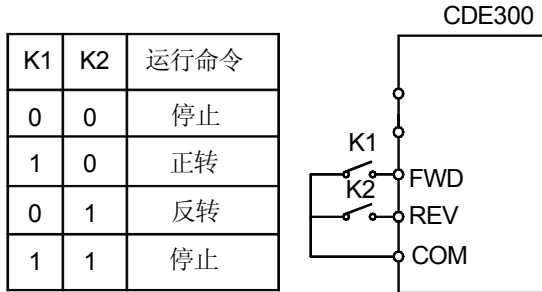 CDE300
K1 K2 运行命令
0 0 停止
1 0 正转
0 1 反转
1 1 停止
K1
FWD
K2
REV
COM